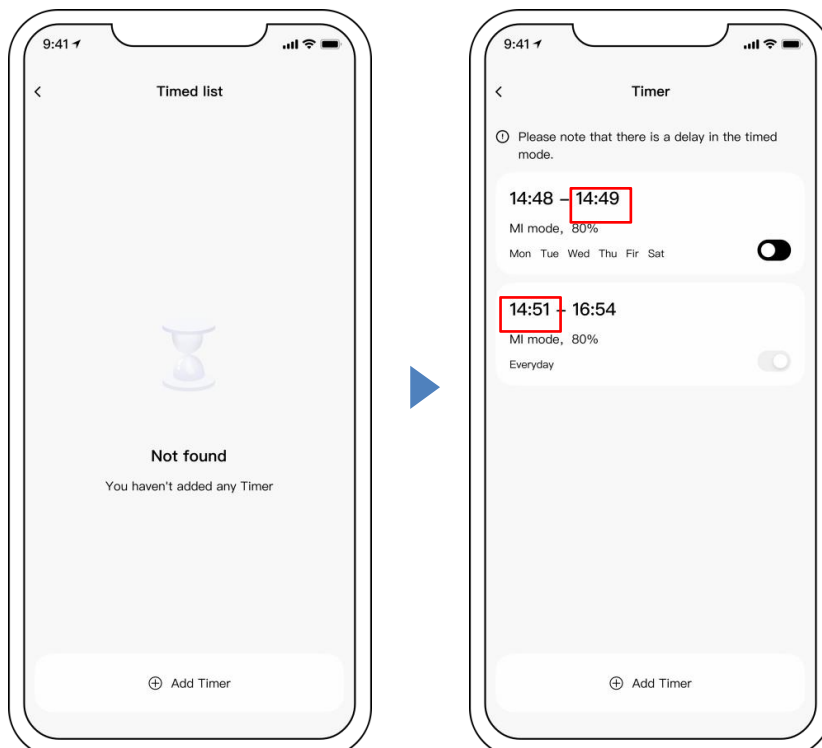 9:41
Timed list
Not found
You haven't added any Timer
Add Timer
9:41
Timer
Please note that there is a delay in the timed
mode.
14:48 – 14:49
MI mode, 80%
Mon Tue Wed Thu Fir Sat
14:51 – 16:54
MI mode, 80%
Everyday
Add Timer